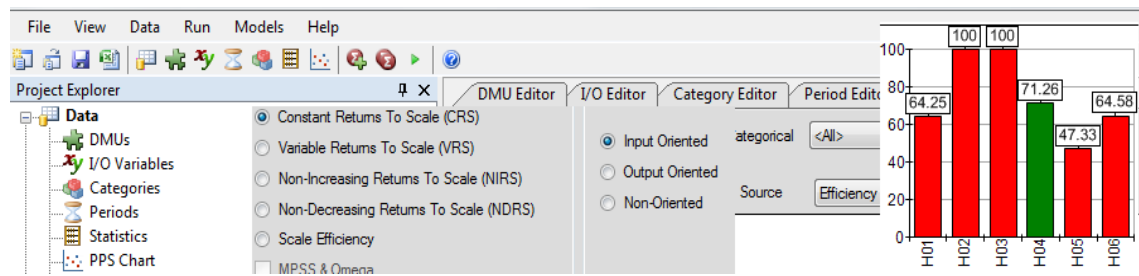 File View Data Run Models Help
Project Explorer
DMU Editor I/O Editor Category Editor Period Edito
Data
DMUs
I/O Variables
Categories
Periods
Statistics
PPS Chart
Constant Returns To Scale (CRS)
Variable Returns To Scale (VRS)
Non-Increasing Returns To Scale (NIRS)
Non-Decreasing Returns To Scale (NDRS)
Scale Efficiency
MPSS & Omega
Input Oriented
Output Oriented
Non-Oriented
ategorical <All>
Source Efficiency
100
80
60
40
20
0
64.25
100
100
71.26
47.33
64.58
H01
H02
H03
H04
H05
H06